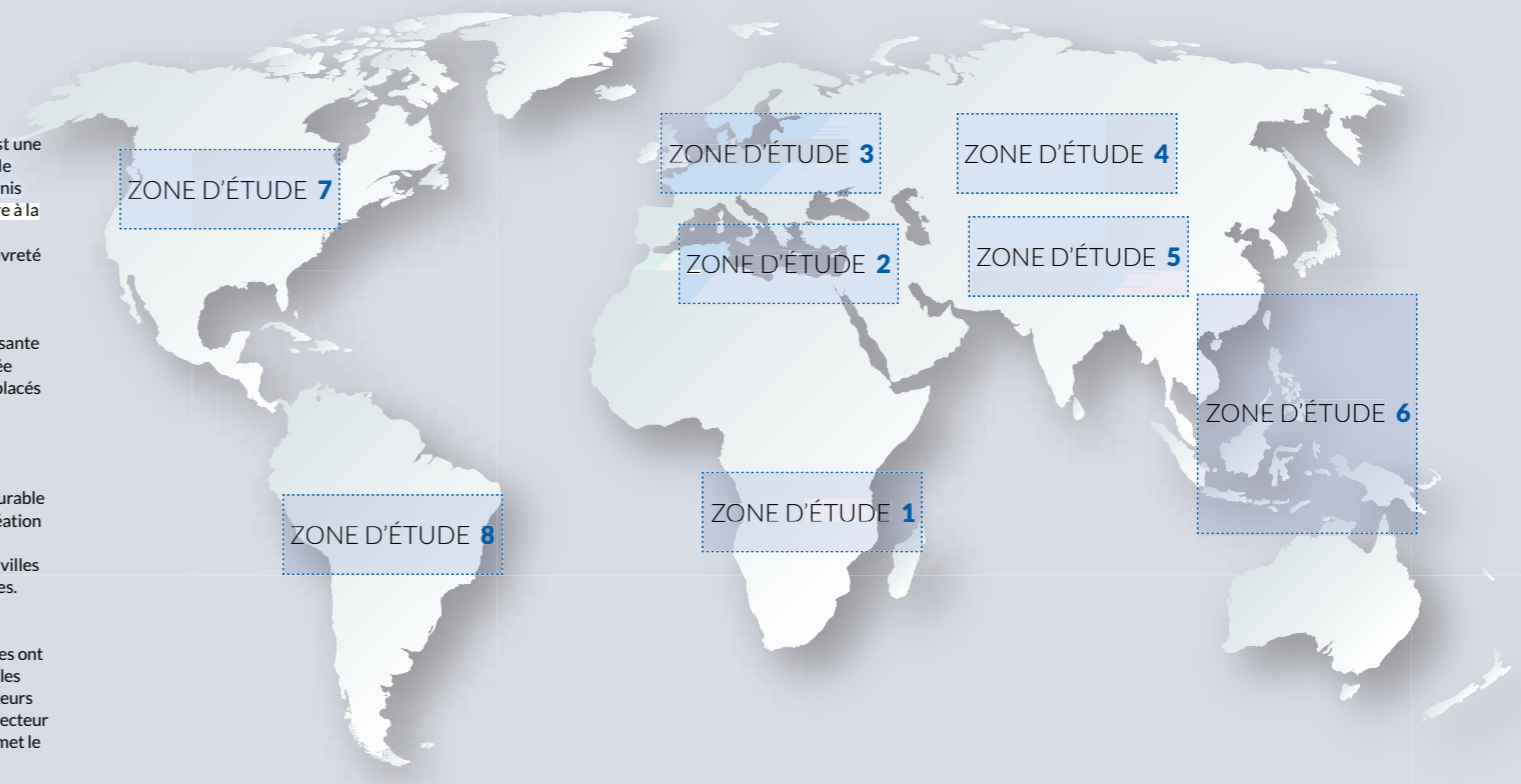 st une
le
nis
re à la
vreté
sante
ée
placés
urable
éation
villes
es.
es ont
les
eurs
ecteur
met le
ZONE D'ÉTUDE 7
ZONE D'ÉTUDE 3
ZONE D'ÉTUDE 4
ZONE D'ÉTUDE 2
ZONE D'ÉTUDE 5
ZONE D'ÉTUDE 6
ZONE D'ÉTUDE 1
ZONE D'ÉTUDE 8